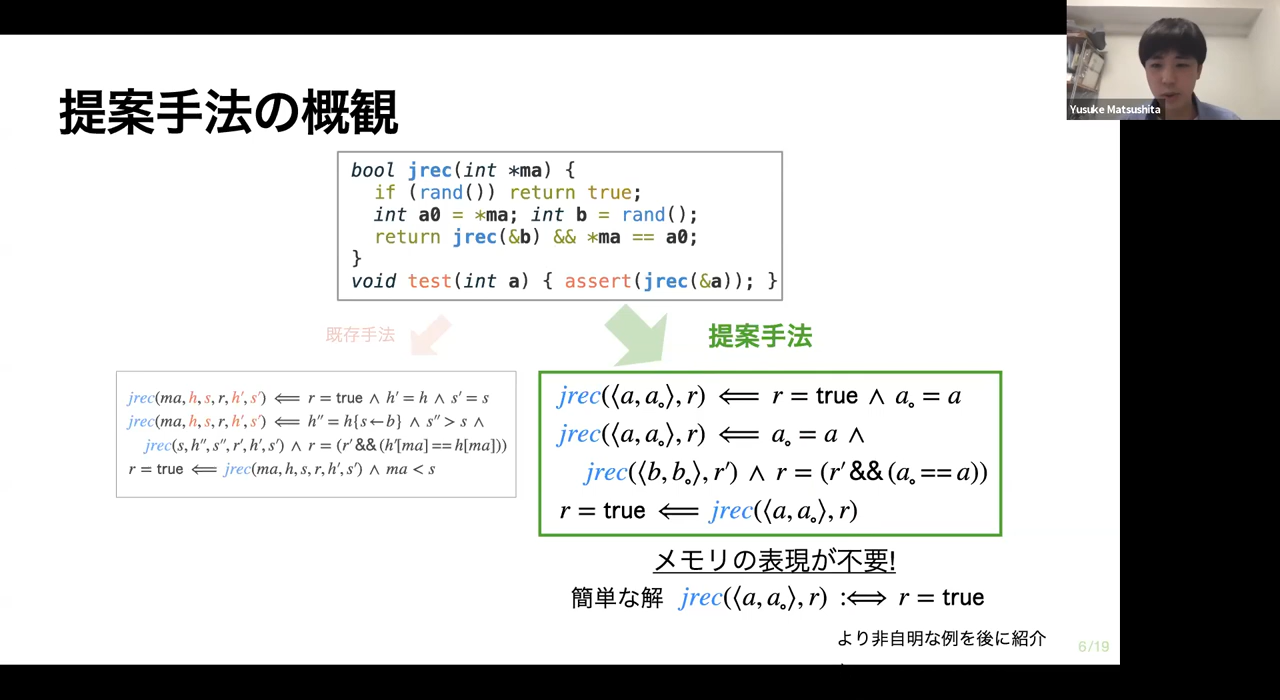 Yusuke Matsushita
提案手法の概観
bool jrec(int *ma) {
if (rand()) return true;
int a0 = *ma; int b = rand();
return jrec(&b) && *ma == a0;
}
void test(int a) { assert(jrec(&a)); }
既存手法
提案手法
jrec(ma, h, s, r, h′, s′) ⟸ r = true ∧ h′ = h ∧ s′ = s
jrec(ma, h, s, r, h′, s′) ⟸ h″ = h{s←b} ∧ s″ > s ∧
jrec(s, h″, s″, r′, h′, s′) ∧ r = (r′ && (h′[ma] == h[ma]))
r = true ⟸ jrec(ma, h, s, r, h′, s′) ∧ ma < s
jrec(⟨a, a∘⟩, r) ⟸ r = true ∧ a∘ = a
jrec(⟨a, a∘⟩, r) ⟸ a∘ = a ∧
jrec(⟨b, b∘⟩, r′) ∧ r = (r′ && (a∘ == a))
r = true ⟸ jrec(⟨a, a∘⟩, r)
メモリの表現が不要!
簡単な解 jrec(⟨a, a∘⟩, r) :⟺ r = true
より非自明な例を後に紹介
6/19